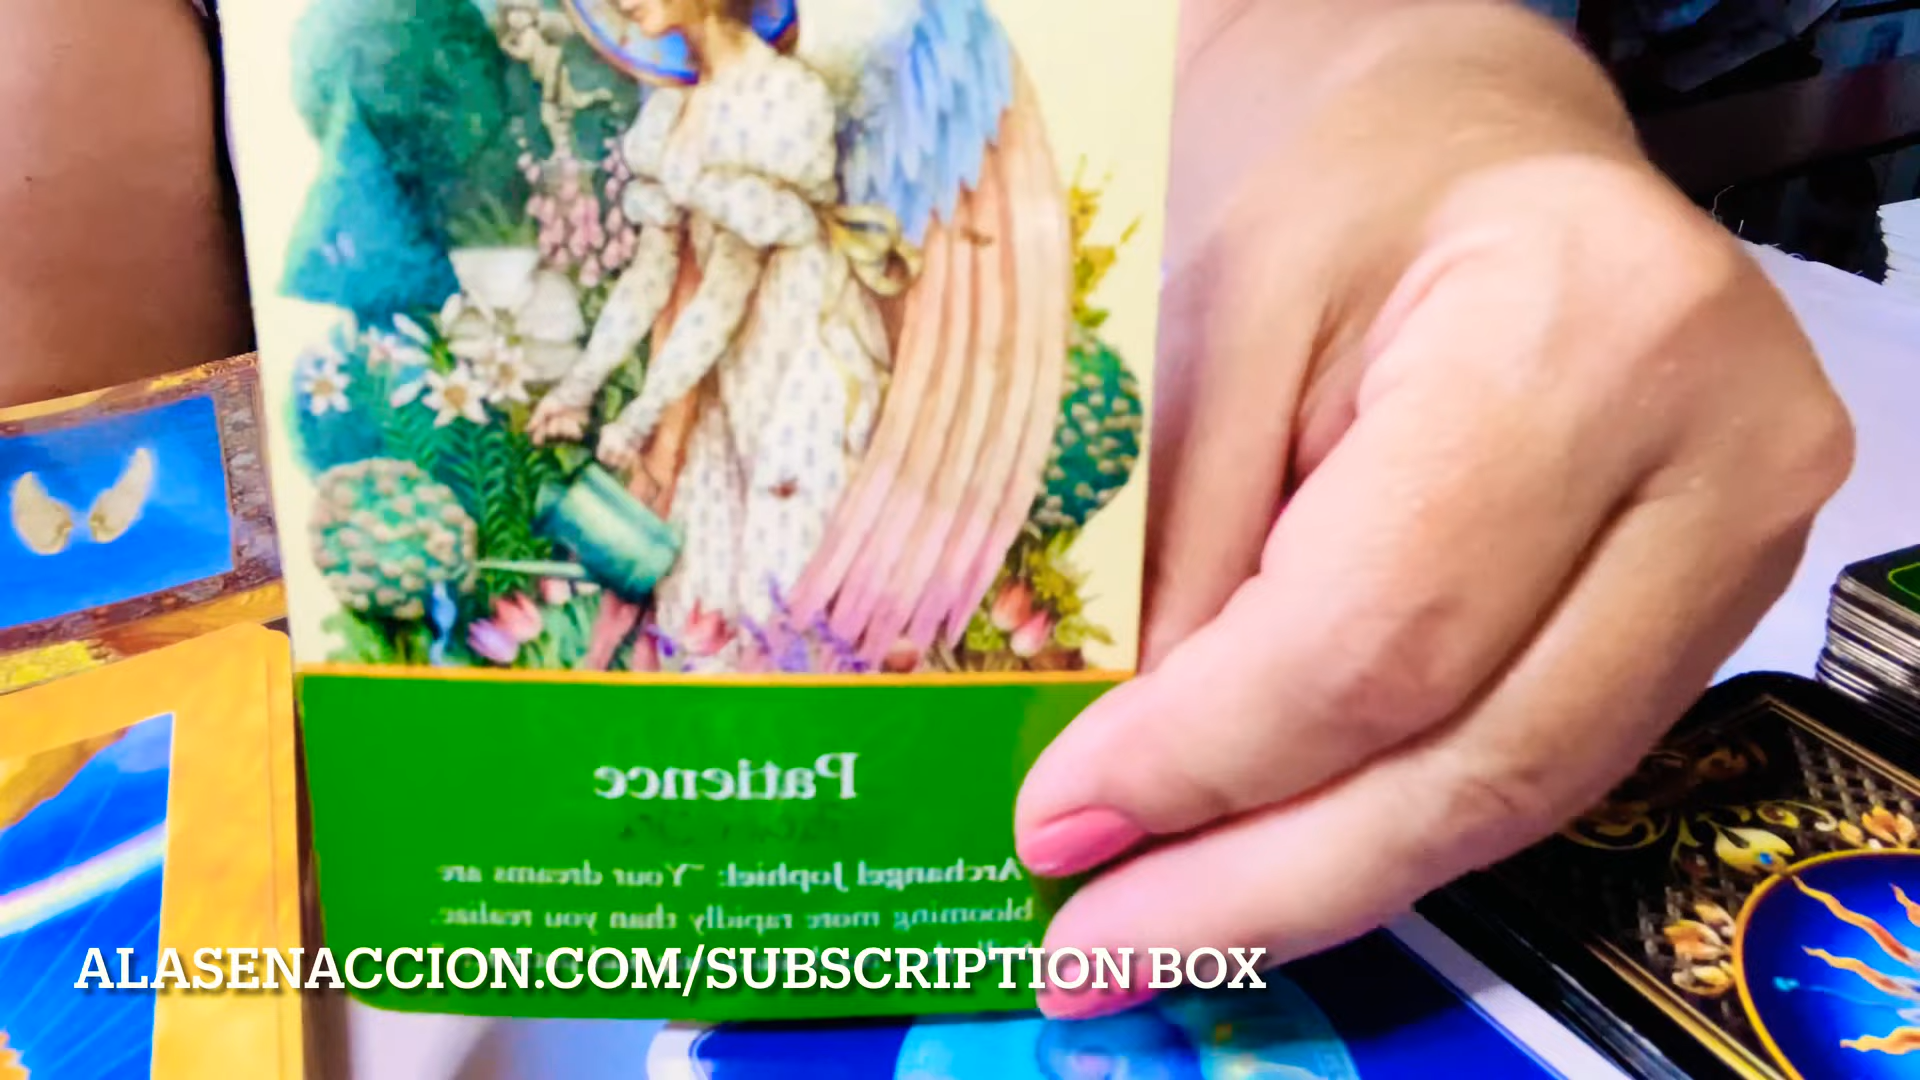 Patience
Archangel Jophiel: "Your dreams are
blooming more rapidly than you realize.
ALASENACCION.COM/SUBSCRIPTION BOX